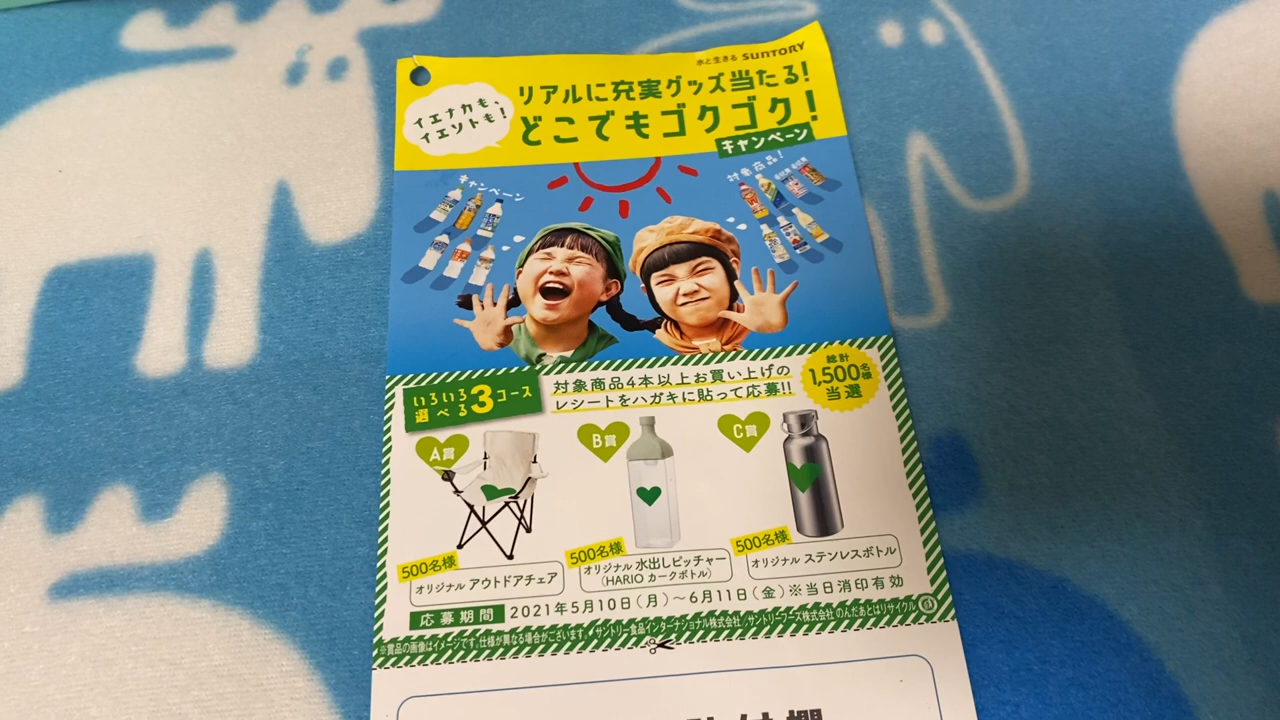 水と生きる SUNTORY
イエナカも、
イエソトも!
リアルに充実グッズ当たる!
どこでもゴクゴク!
キャンペーン
キャンペーン
対象商品!
いろいろ
選べる3コース
対象商品4本以上お買い上げの
レシートをハガキに貼って応募!!
総計
1,500名様
当選
A賞
B賞
C賞
500名様
オリジナル アウトドアチェア
500名様
オリジナル 水出しピッチャー
(HARIO カークボトル)
500名様
オリジナル ステンレスボトル
応募期間 2021年5月10日(月)〜6月11日(金)※当日消印有効
※賞品の画像はイメージです。仕様が異なる場合がございます。 サントリー食品インターナショナル株式会社/サントリーフーズ株式会社 のんだあとはリサイクル